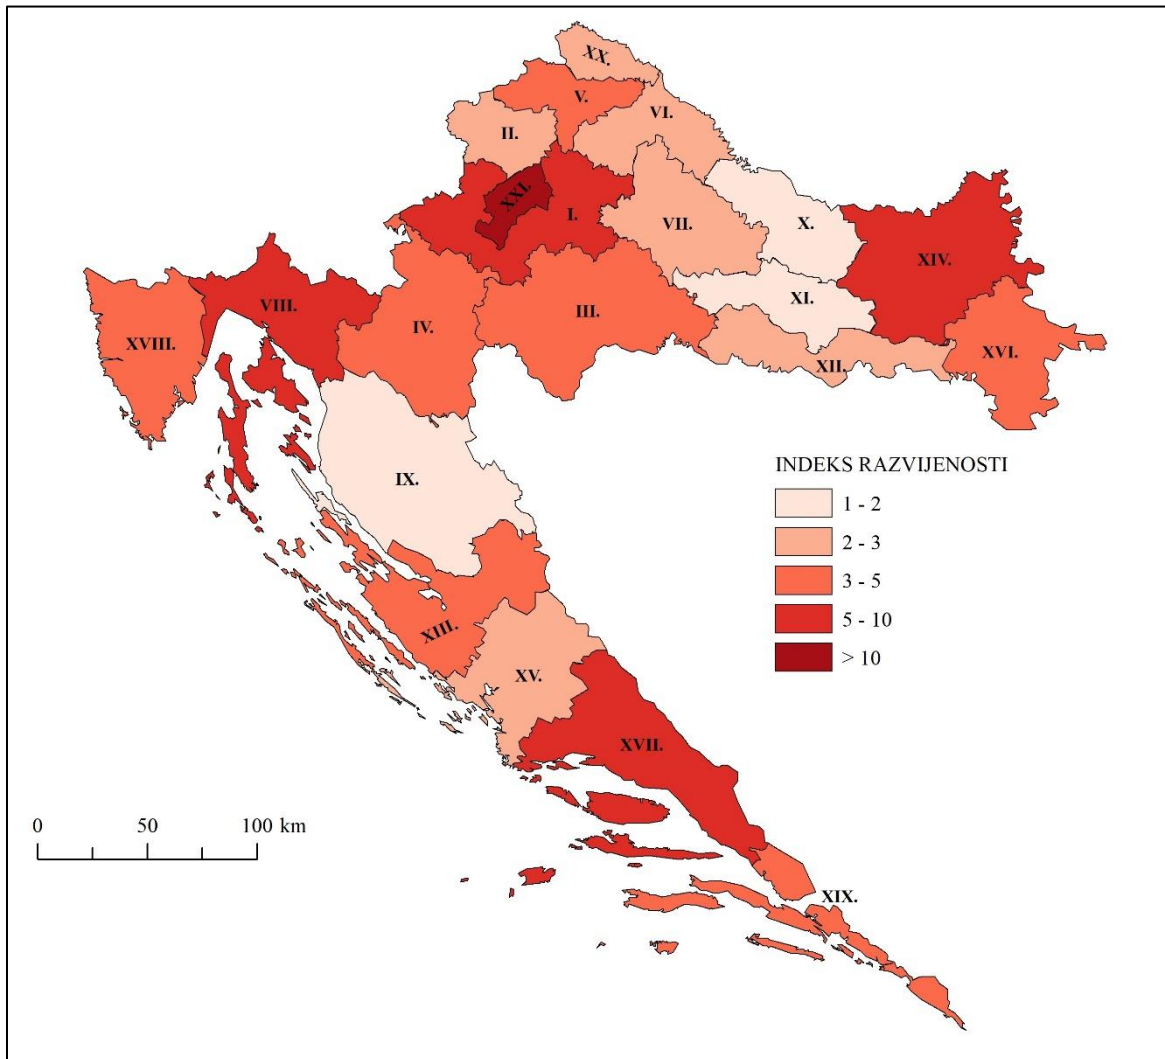 XX.
V.
VI.
II.
XXI.
I.
VII.
X.
XIV.
VIII.
XI.
XVIII.
IV.
III.
XII.
XVI.
IX.
INDEKS RAZVIJENOSTI
1 - 2
2 - 3
3 - 5
5 - 10
> 10
XIII.
XV.
XVII.
0 50 100 km
XIX.